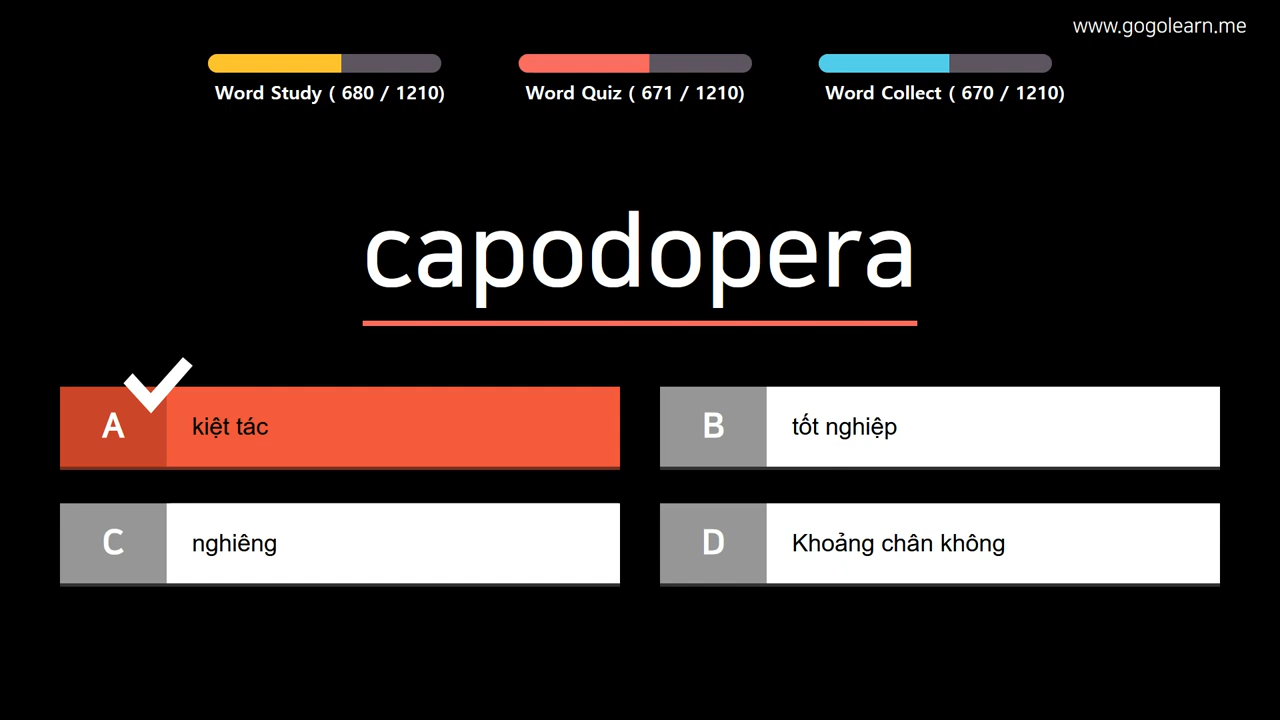 www.gogolearn.me
Word Study ( 680 / 1210)
Word Quiz ( 671 / 1210)
Word Collect ( 670 / 1210)
capodopera
A kiệt tác
B tốt nghiệp
C nghiêng
D Khoảng chân không